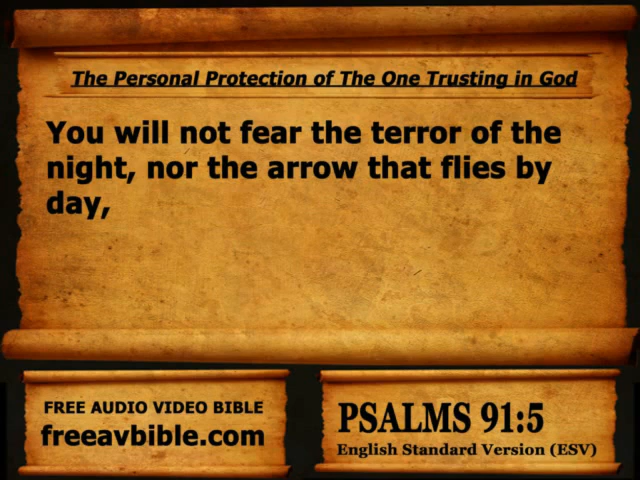 The Personal Protection of The One Trusting in God
You will not fear the terror of the
night, nor the arrow that flies by
day,
FREE AUDIO VIDEO BIBLE
freeavbible.com
PSALMS 91:5
English Standard Version (ESV)